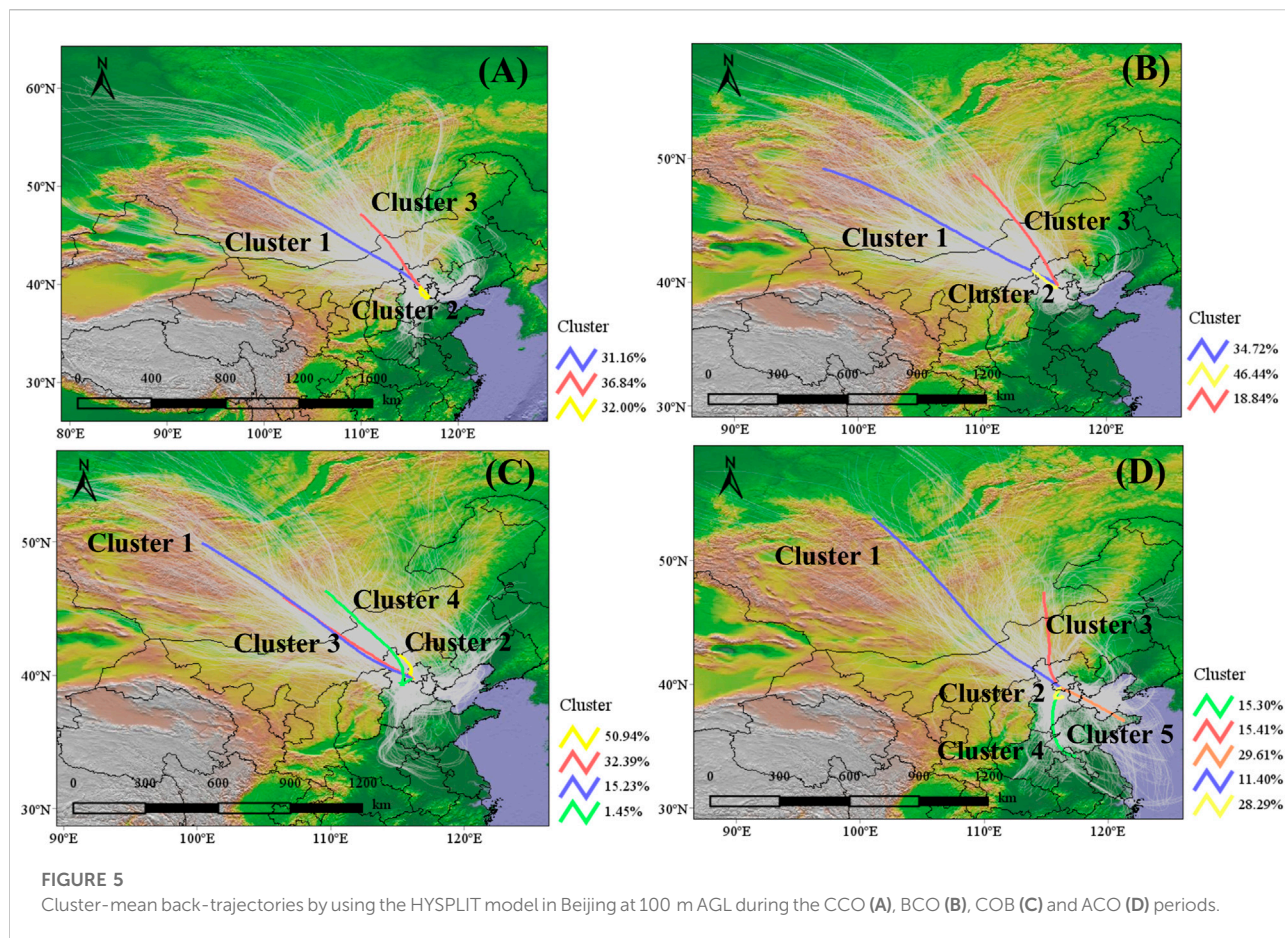 (A)
N
60°N
50°N
40°N
30°N
Cluster 3
Cluster 1
Cluster 2
0 400 800 1200 1600
km
80°E 90°E 100°E 110°E 120°E
Cluster
31.16%
36.84%
32.00%
(B)
N
50°N
40°N
30°N
Cluster 3
Cluster 1
Cluster 2
0 300 600 900 1200
km
90°E 100°E 110°E 120°E
Cluster
34.72%
46.44%
18.84%
(C)
N
50°N
40°N
30°N
Cluster 1
Cluster 4
Cluster 3
Cluster 2
0 300 600 900 1200
km
90°E 100°E 110°E 120°E
Cluster
50.94%
32.39%
15.23%
1.45%
(D)
N
50°N
40°N
30°N
Cluster 1
Cluster 3
Cluster 2
Cluster 5
Cluster 4
0 300 600 900 1200
km
90°E 100°E 110°E 120°E
Cluster
15.30%
15.41%
29.61%
11.40%
28.29%
FIGURE 5
Cluster-mean back-trajectories by using the HYSPLIT model in Beijing at 100 m AGL during the CCO (A), BCO (B), COB (C) and ACO (D) periods.